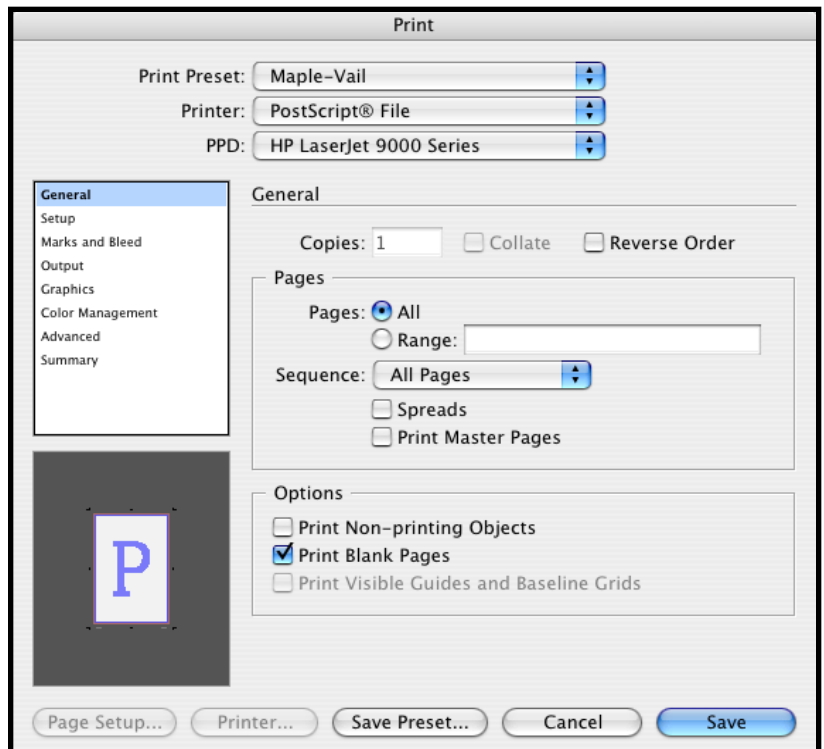 Print
Print Preset: Maple-Vail
Printer: PostScript® File
PPD: HP LaserJet 9000 Series
General
Setup
Marks and Bleed
Output
Graphics
Color Management
Advanced
Summary
General
Copies: 1 Collate Reverse Order
Pages
Pages: All
Range:
Sequence: All Pages
Spreads
Print Master Pages
Options
Print Non-printing Objects
Print Blank Pages
Print Visible Guides and Baseline Grids
P
Page Setup... Printer... Save Preset... Cancel Save